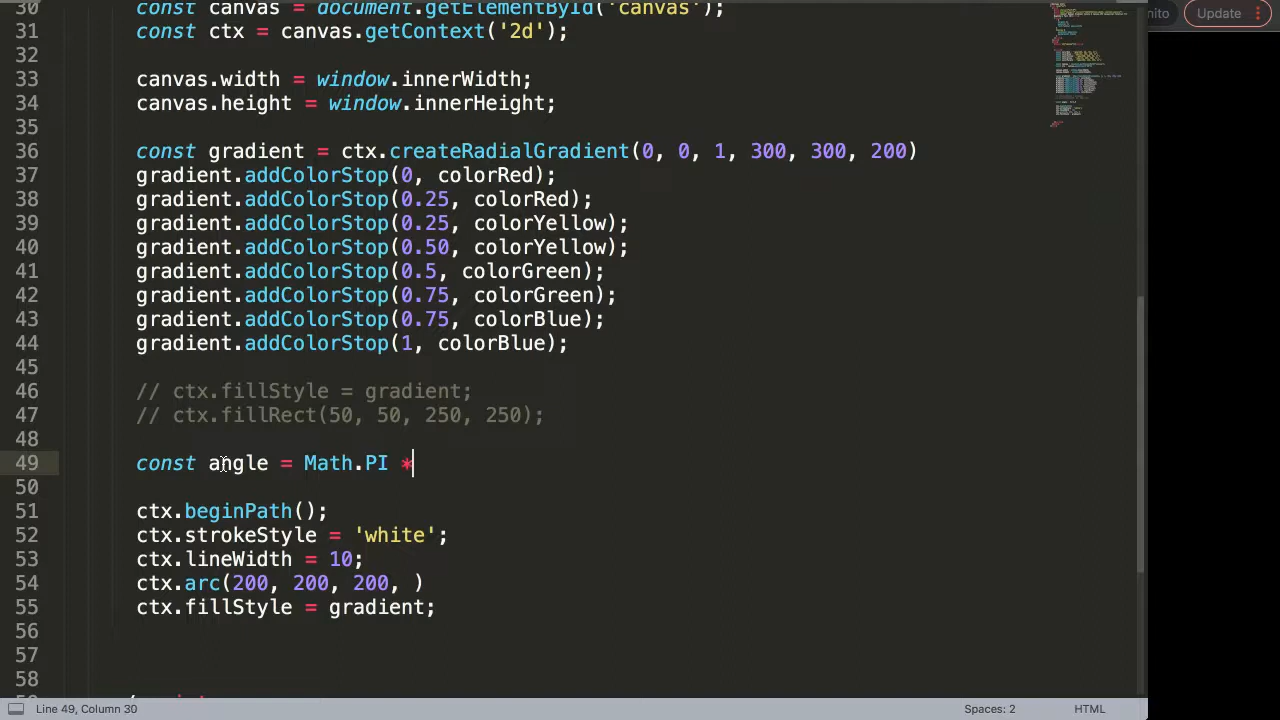 30 const canvas = document.getElementById('canvas');
31 const ctx = canvas.getContext('2d');
32
33 canvas.width = window.innerWidth;
34 canvas.height = window.innerHeight;
35
36 const gradient = ctx.createRadialGradient(0, 0, 1, 300, 300, 200)
37 gradient.addColorStop(0, colorRed);
38 gradient.addColorStop(0.25, colorRed);
39 gradient.addColorStop(0.25, colorYellow);
40 gradient.addColorStop(0.50, colorYellow);
41 gradient.addColorStop(0.5, colorGreen);
42 gradient.addColorStop(0.75, colorGreen);
43 gradient.addColorStop(0.75, colorBlue);
44 gradient.addColorStop(1, colorBlue);
45
46 // ctx.fillStyle = gradient;
47 // ctx.fillRect(50, 50, 250, 250);
48
49 const angle = Math.PI *
50
51 ctx.beginPath();
52 ctx.strokeStyle = 'white';
53 ctx.lineWidth = 10;
54 ctx.arc(200, 200, 200, )
55 ctx.fillStyle = gradient;
56
57
58
nito Update
Line 49, Column 30 Spaces: 2 HTML